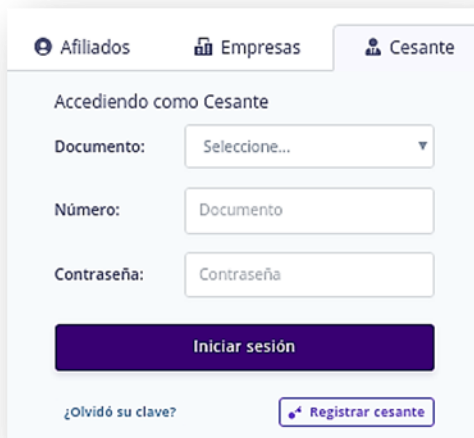 Afiliados Empresas Cesante
Accediendo como Cesante
Documento: Seleccione...
Número: Documento
Contraseña: Contraseña
Iniciar sesión
¿Olvidó su clave? Registrar cesante